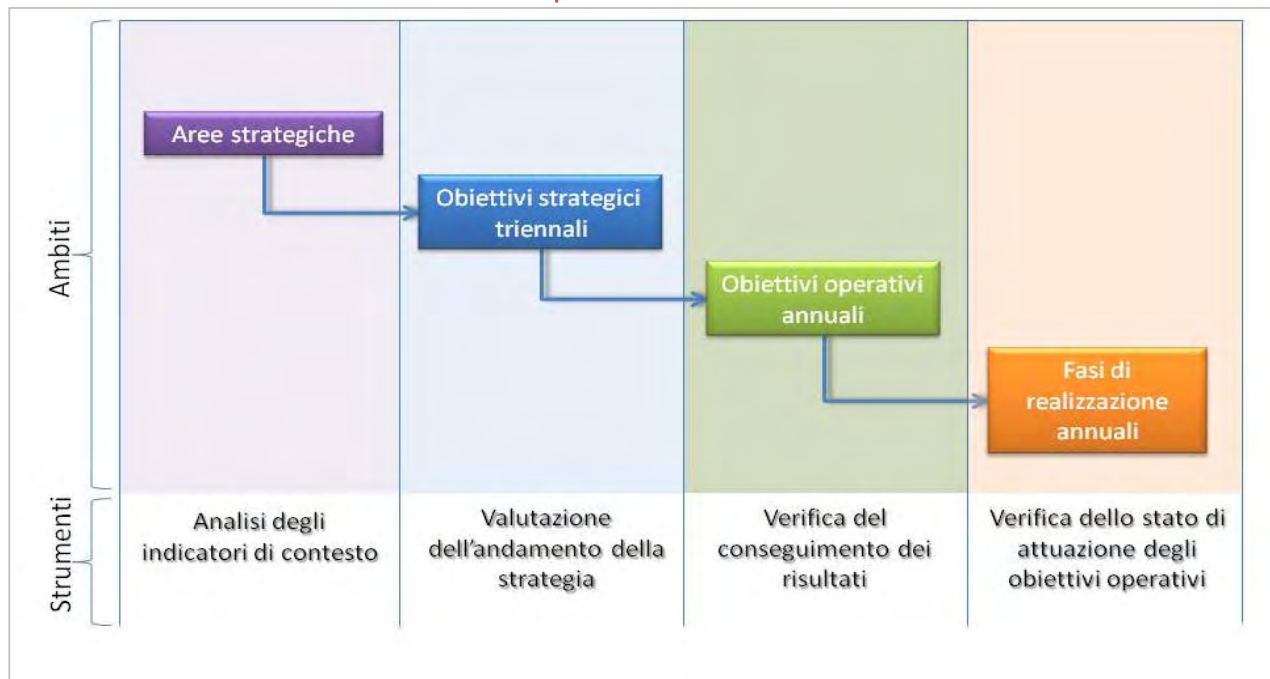 Ambiti
Aree strategiche
Obiettivi strategici
triennali
Obiettivi operativi
annuali
Fasi di
realizzazione
annuali
Strumenti
Analisi degli
indicatori di contesto
Valutazione
dell'andamento della
strategia
Verifica del
conseguimento dei
risultati
Verifica dello stato di
attuazione degli
obiettivi operativi